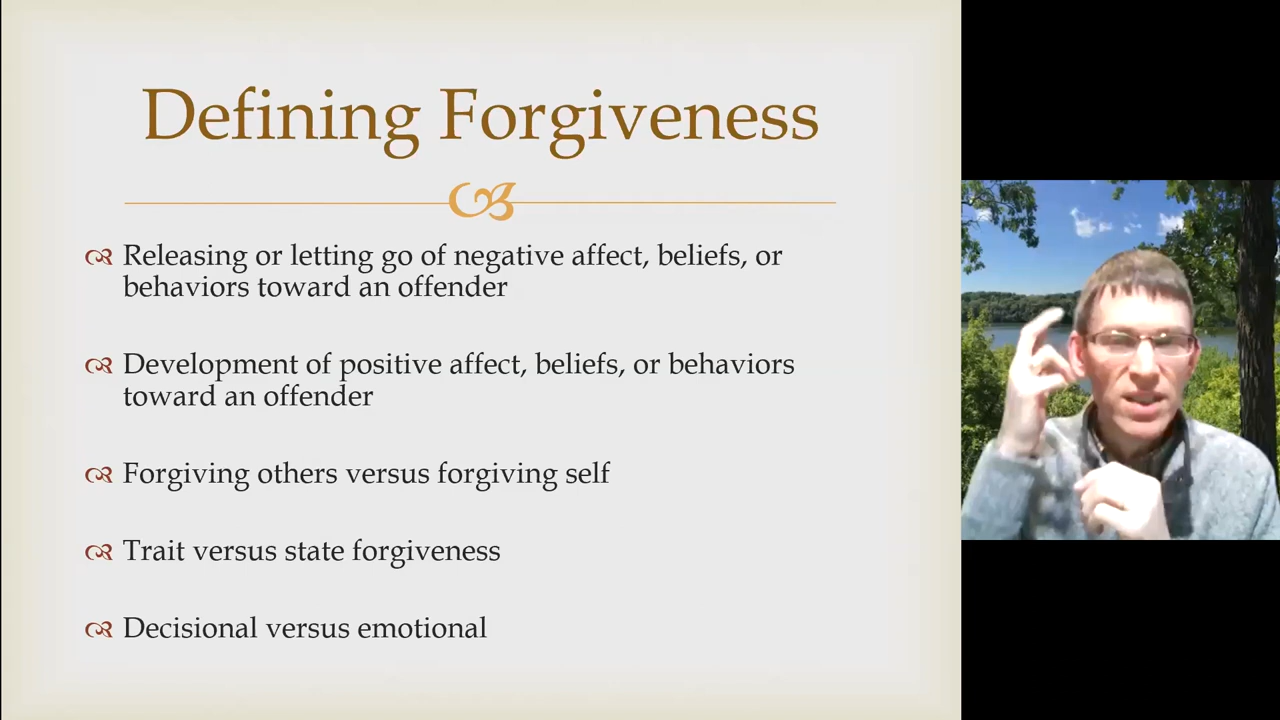 Defining Forgiveness
Releasing or letting go of negative affect, beliefs, or
behaviors toward an offender
Development of positive affect, beliefs, or behaviors
toward an offender
Forgiving others versus forgiving self
Trait versus state forgiveness
Decisional versus emotional